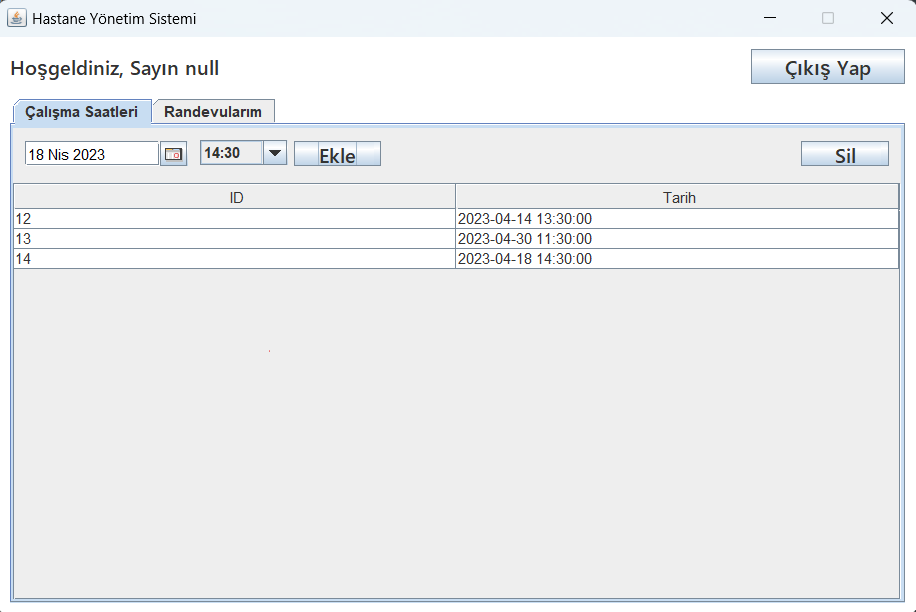 Hastane Yönetim Sistemi
Hoşgeldiniz, Sayın null
Çıkış Yap
Çalışma Saatleri Randevularım
18 Nis 2023 14:30 Ekle Sil
ID Tarih
12 2023-04-14 13:30:00
13 2023-04-30 11:30:00
14 2023-04-18 14:30:00